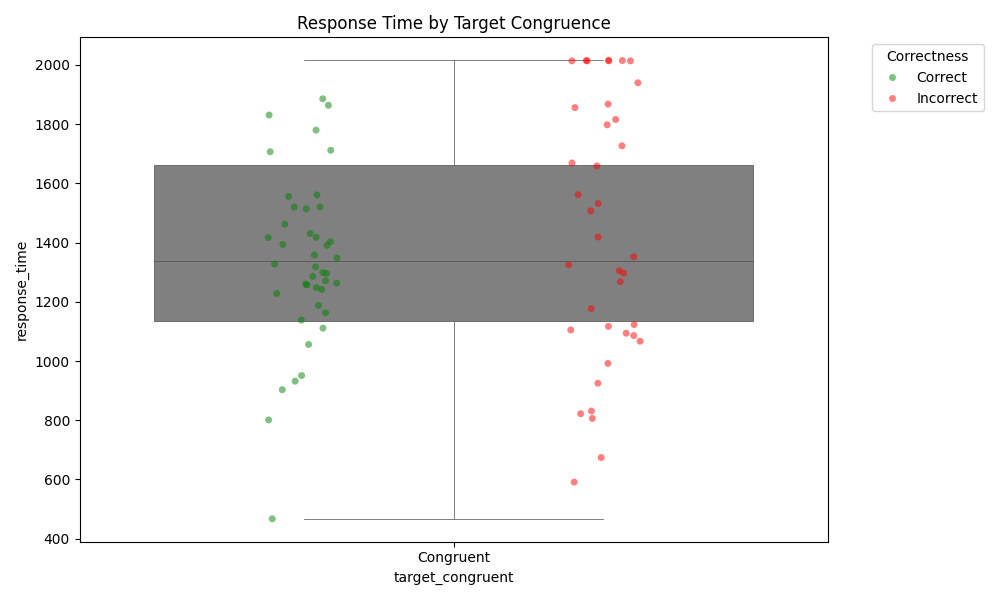 Response Time by Target Congruence
Correctness
Correct
Incorrect
response_time
2000
1800
1600
1400
1200
1000
800
600
400
Congruent
target_congruent